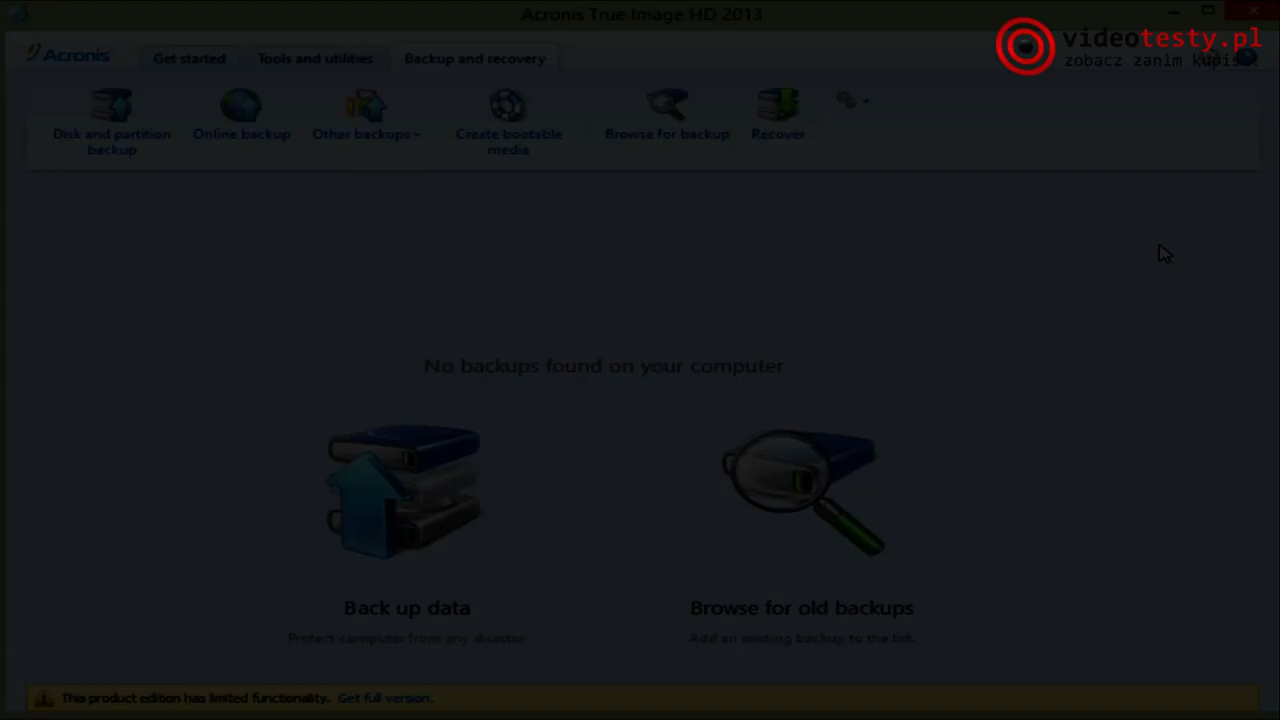 Acronis True Image HD 2013
videotesty.pl
zobacz zanim kupisz!
Acronis
Get started
Tools and utilities
Backup and recovery
Disk and partition
backup
Online backup
Other backups
Create bootable
media
Browse for backup
Recover
No backups found on your computer
Back up data
Protect computer from any disaster.
Browse for old backups
Add an existing backup to the list.
This product edition has limited functionality. Get full version.